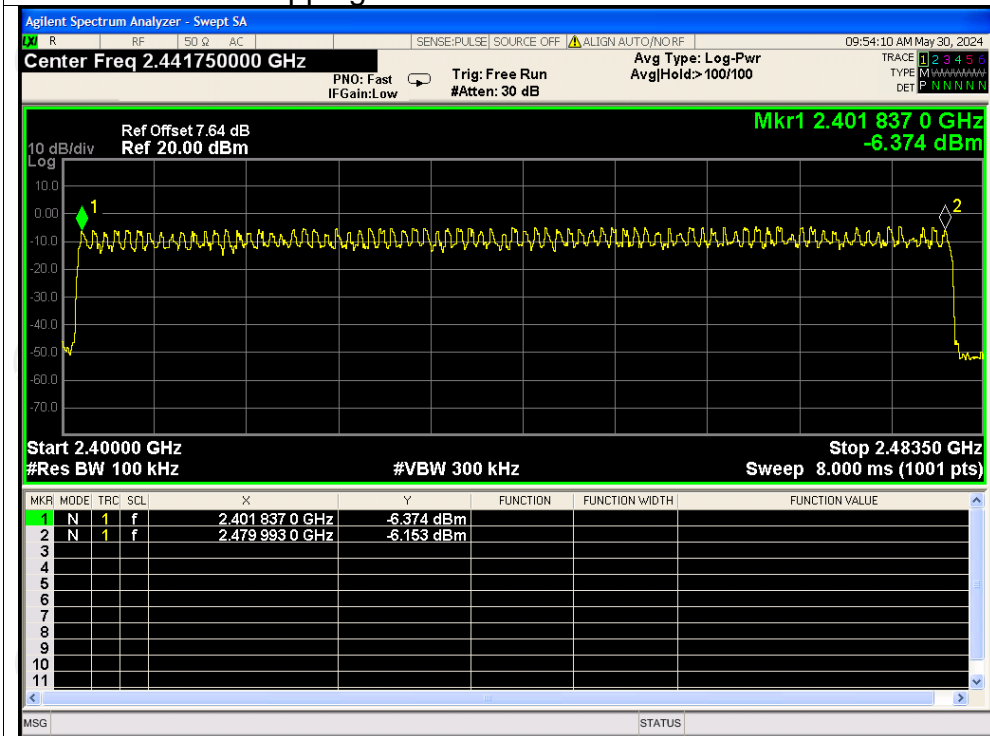 pping
Agilent Spectrum Analyzer - Swept SA
LXI R RF 50 Ω AC SENSE:PULSE SOURCE OFF ALIGN AUTO/NO RF 09:54:10 AM May 30, 2024
Center Freq 2.441750000 GHz
PNO: Fast
IFGain:Low
Trig: Free Run
#Atten: 30 dB
Avg Type: Log-Pwr
Avg|Hold:>100/100
TRACE 1 2 3 4 5 6
TYPE M
DET P N N N N N
Mkr1 2.401 837 0 GHz
-6.374 dBm
Ref Offset 7.64 dB
10 dB/div Ref 20.00 dBm
Log
10.0
0.00
-10.0
-20.0
-30.0
-40.0
-50.0
-60.0
-70.0
1
2
Start 2.40000 GHz Stop 2.48350 GHz
#Res BW 100 kHz #VBW 300 kHz Sweep 8.000 ms (1001 pts)
MKR MODE TRC SCL X Y FUNCTION FUNCTION WIDTH FUNCTION VALUE
1 N 1 f 2.401 837 0 GHz -6.374 dBm
2 N 1 f 2.479 993 0 GHz -6.153 dBm
3
4
5
6
7
8
9
10
11
MSG STATUS